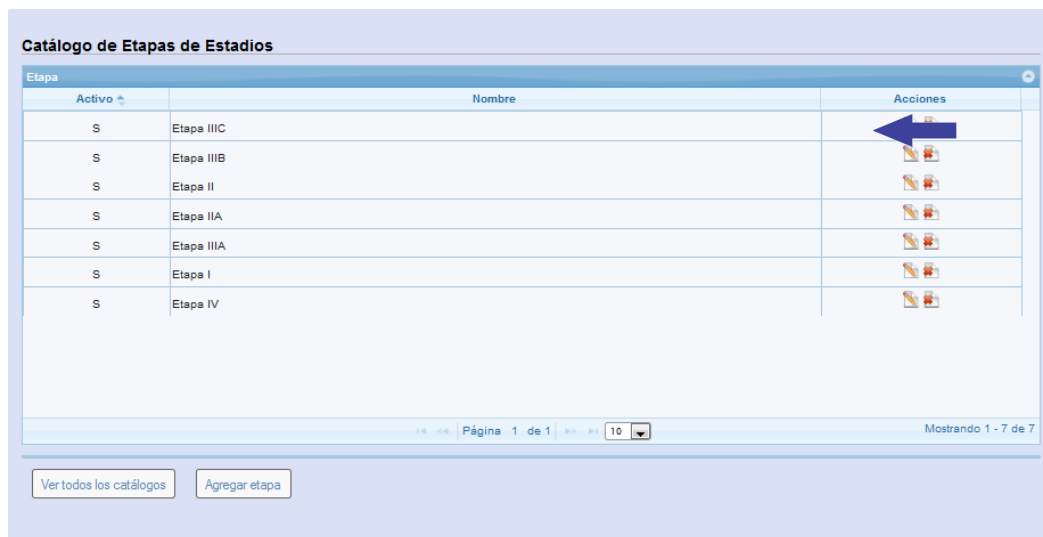 Catálogo de Etapas de Estadios
Etapa
Activo Nombre Acciones
S Etapa IIIC
S Etapa IIIB
S Etapa II
S Etapa IIA
S Etapa IIIA
S Etapa I
S Etapa IV
Página 1 de 1 10 Mostrando 1 - 7 de 7
Ver todos los catálogos Agregar etapa